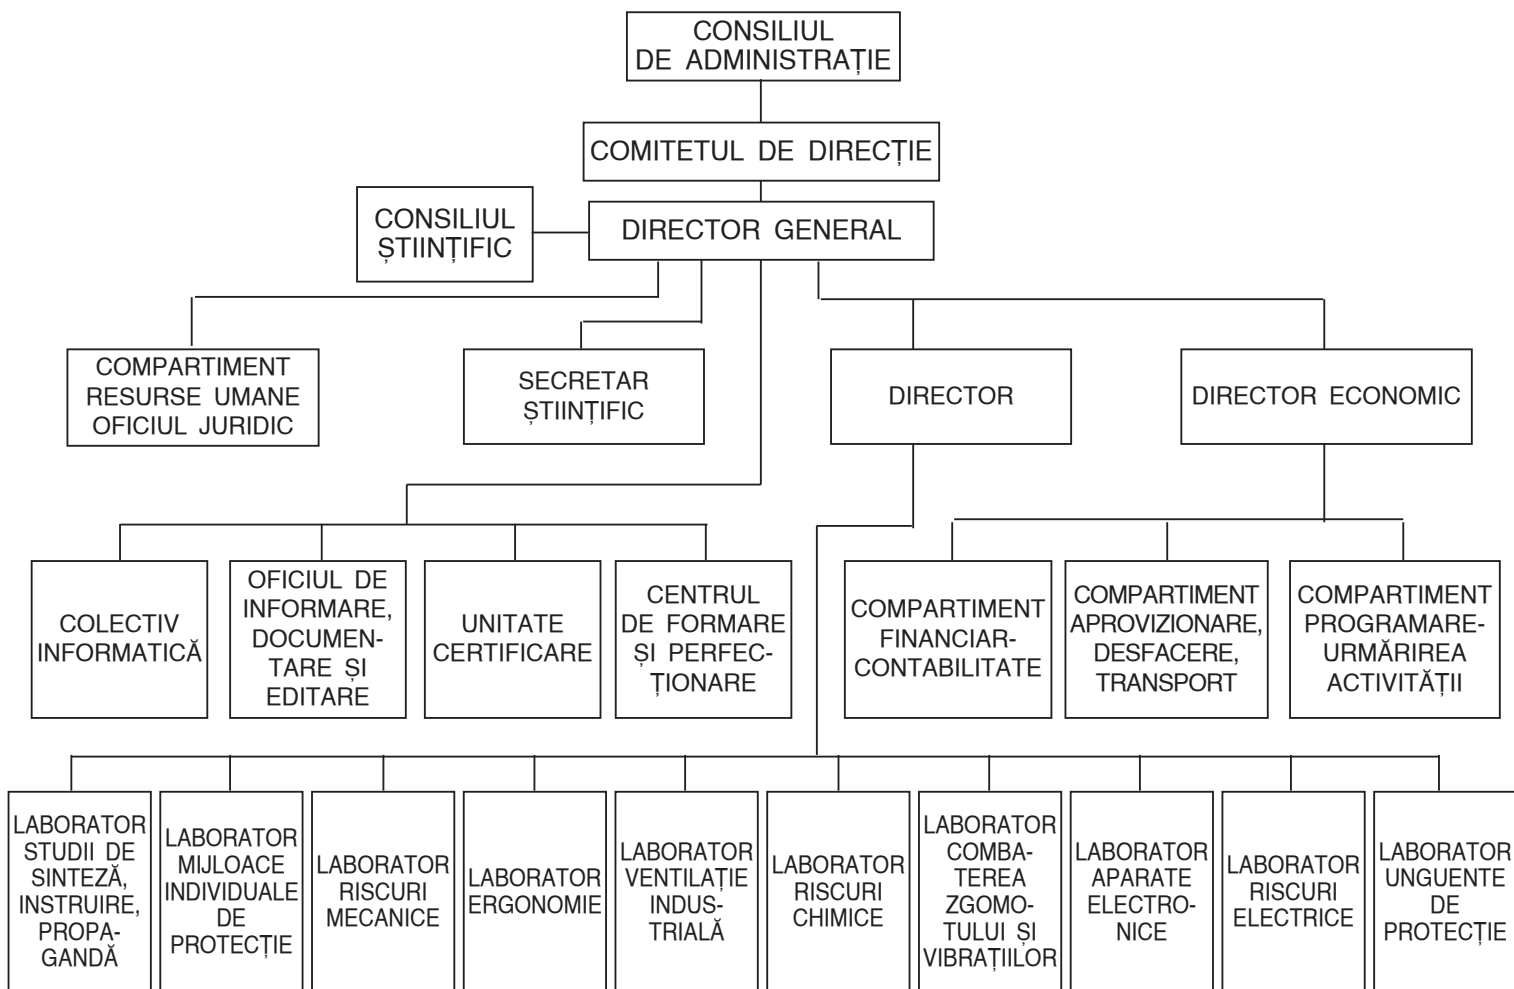 CONSILIUL
DE ADMINISTRAȚIE
COMITETUL DE DIRECȚIE
CONSILIUL
ȘTIINȚIFIC
DIRECTOR GENERAL
COMPARTIMENT
RESURSE UMANE
OFICIUL JURIDIC
SECRETAR
ȘTIINȚIFIC
DIRECTOR
DIRECTOR ECONOMIC
COLECTIV
INFORMATICĂ
OFICIUL DE
INFORMARE,
DOCUMEN-
TARE ȘI
EDITARE
UNITATE
CERTIFICARE
CENTRUL
DE FORMARE
ȘI PERFEC-
ȚIONARE
COMPARTIMENT
FINANCIAR-
CONTABILITATE
COMPARTIMENT
APROVIZIONARE,
DESFACERE,
TRANSPORT
COMPARTIMENT
PROGRAMARE-
URMĂRIREA
ACTIVITĂȚII
LABORATOR
STUDII DE
SINTEZĂ,
INSTRUIRE,
PROPA-
GANDĂ
LABORATOR
MIJLOACE
INDIVIDUALE
DE
PROTECȚIE
LABORATOR
RISCURI
MECANICE
LABORATOR
ERGONOMIE
LABORATOR
VENTILAȚIE
INDUS-
TRIALĂ
LABORATOR
RISCURI
CHIMICE
LABORATOR
COMBA-
TEREA
ZGOMO-
TULUI ȘI
VIBRAȚIILOR
LABORATOR
APARATE
ELECTRO-
NICE
LABORATOR
RISCURI
ELECTRICE
LABORATOR
UNGUENTE
DE
PROTECȚIE